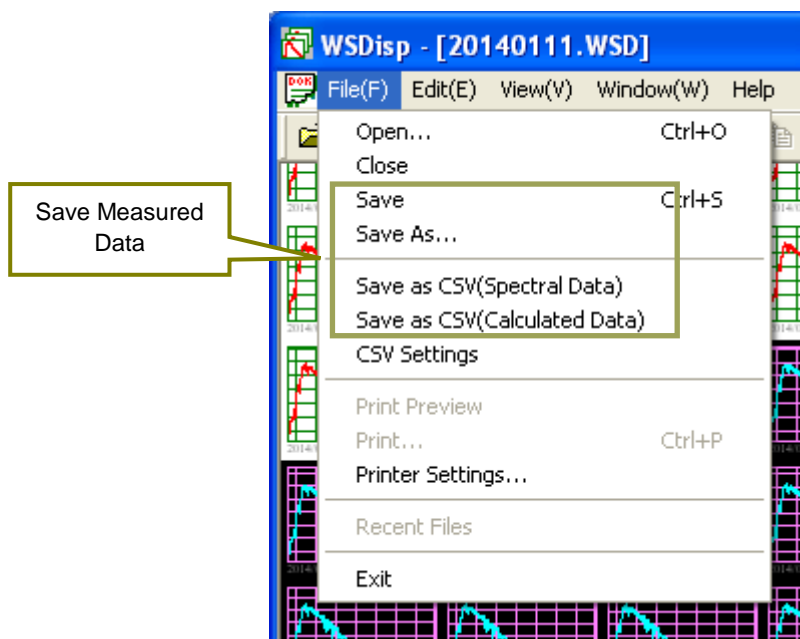 WSDisp - [20140111.WSD]
File(F) Edit(E) View(V) Window(W) Help
Open... Ctrl+O
Close
Save Ctrl+S
Save As...
Save as CSV(Spectral Data)
Save as CSV(Calculated Data)
CSV Settings
Print Preview
Print... Ctrl+P
Printer Settings...
Recent Files
Exit
Save Measured
Data